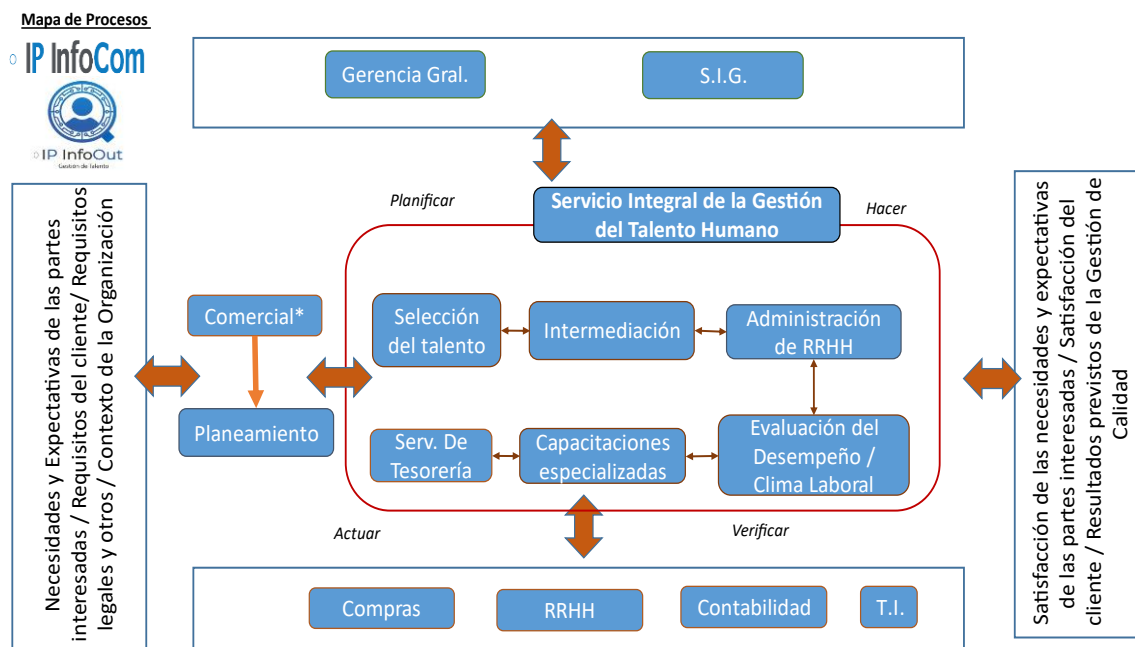 Mapa de Procesos
IP InfoCom
IP InfoOut
Gestión de Talento
Gerencia Gral.
S.I.G.
Necesidades y Expectativas de las partes
interesadas / Requisitos del cliente/ Requisitos
legales y otros / Contexto de la Organización
Planificar
Servicio Integral de la Gestión
del Talento Humano
Hacer
Comercial*
Planeamiento
Selección
del talento
Intermediación
Administración
de RRHH
Serv. De
Tesorería
Capacitaciones
especializadas
Evaluación del
Desempeño /
Clima Laboral
Actuar
Verificar
Satisfacción de las necesidades y expectativas
de las partes interesadas / Satisfacción del
cliente / Resultados previstos de la Gestión de
Calidad
Compras
RRHH
Contabilidad
T.I.